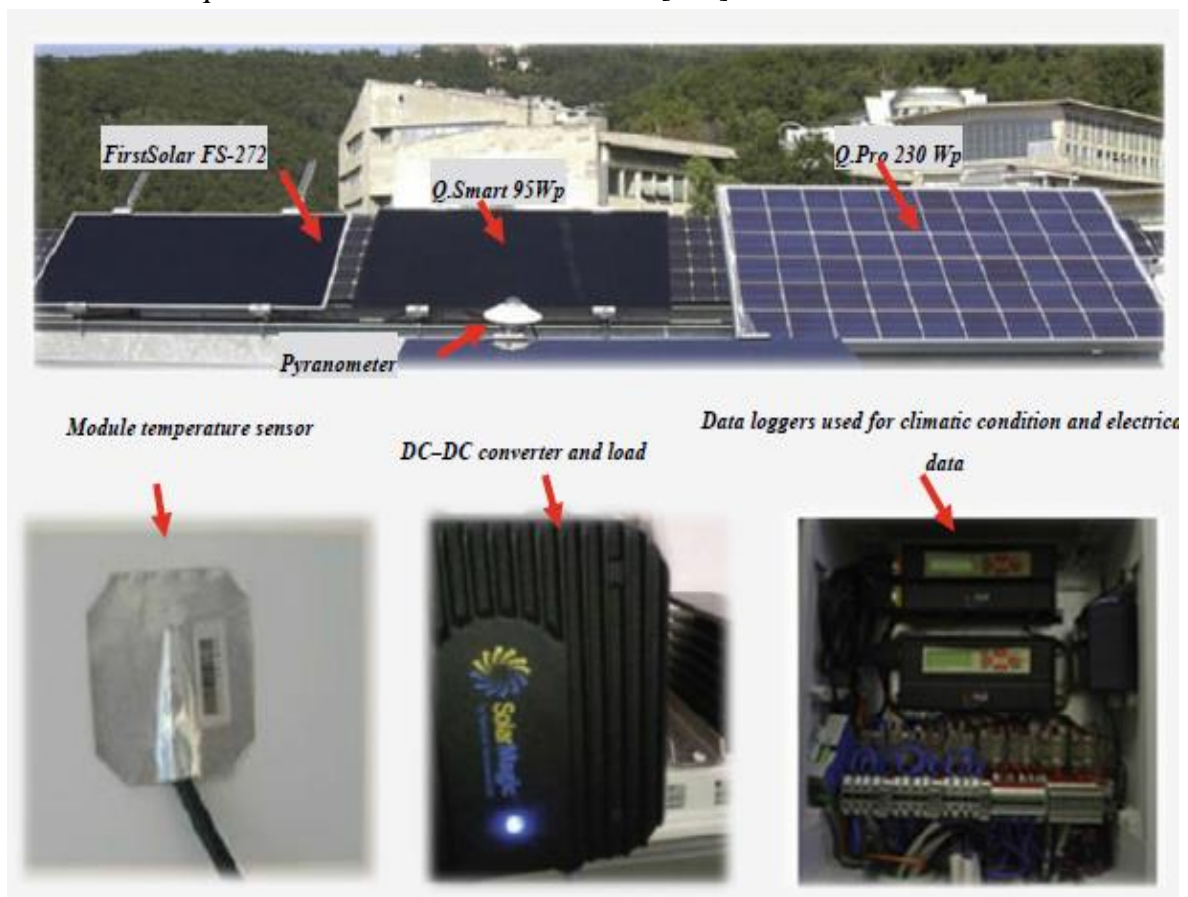 FirstSolar FS-272
Q.Smart 95Wp
Q.Pro 230 Wp
Pyranometer
Module temperature sensor
DC–DC converter and load
Data loggers used for climatic condition and electrica
data
SolarMagic